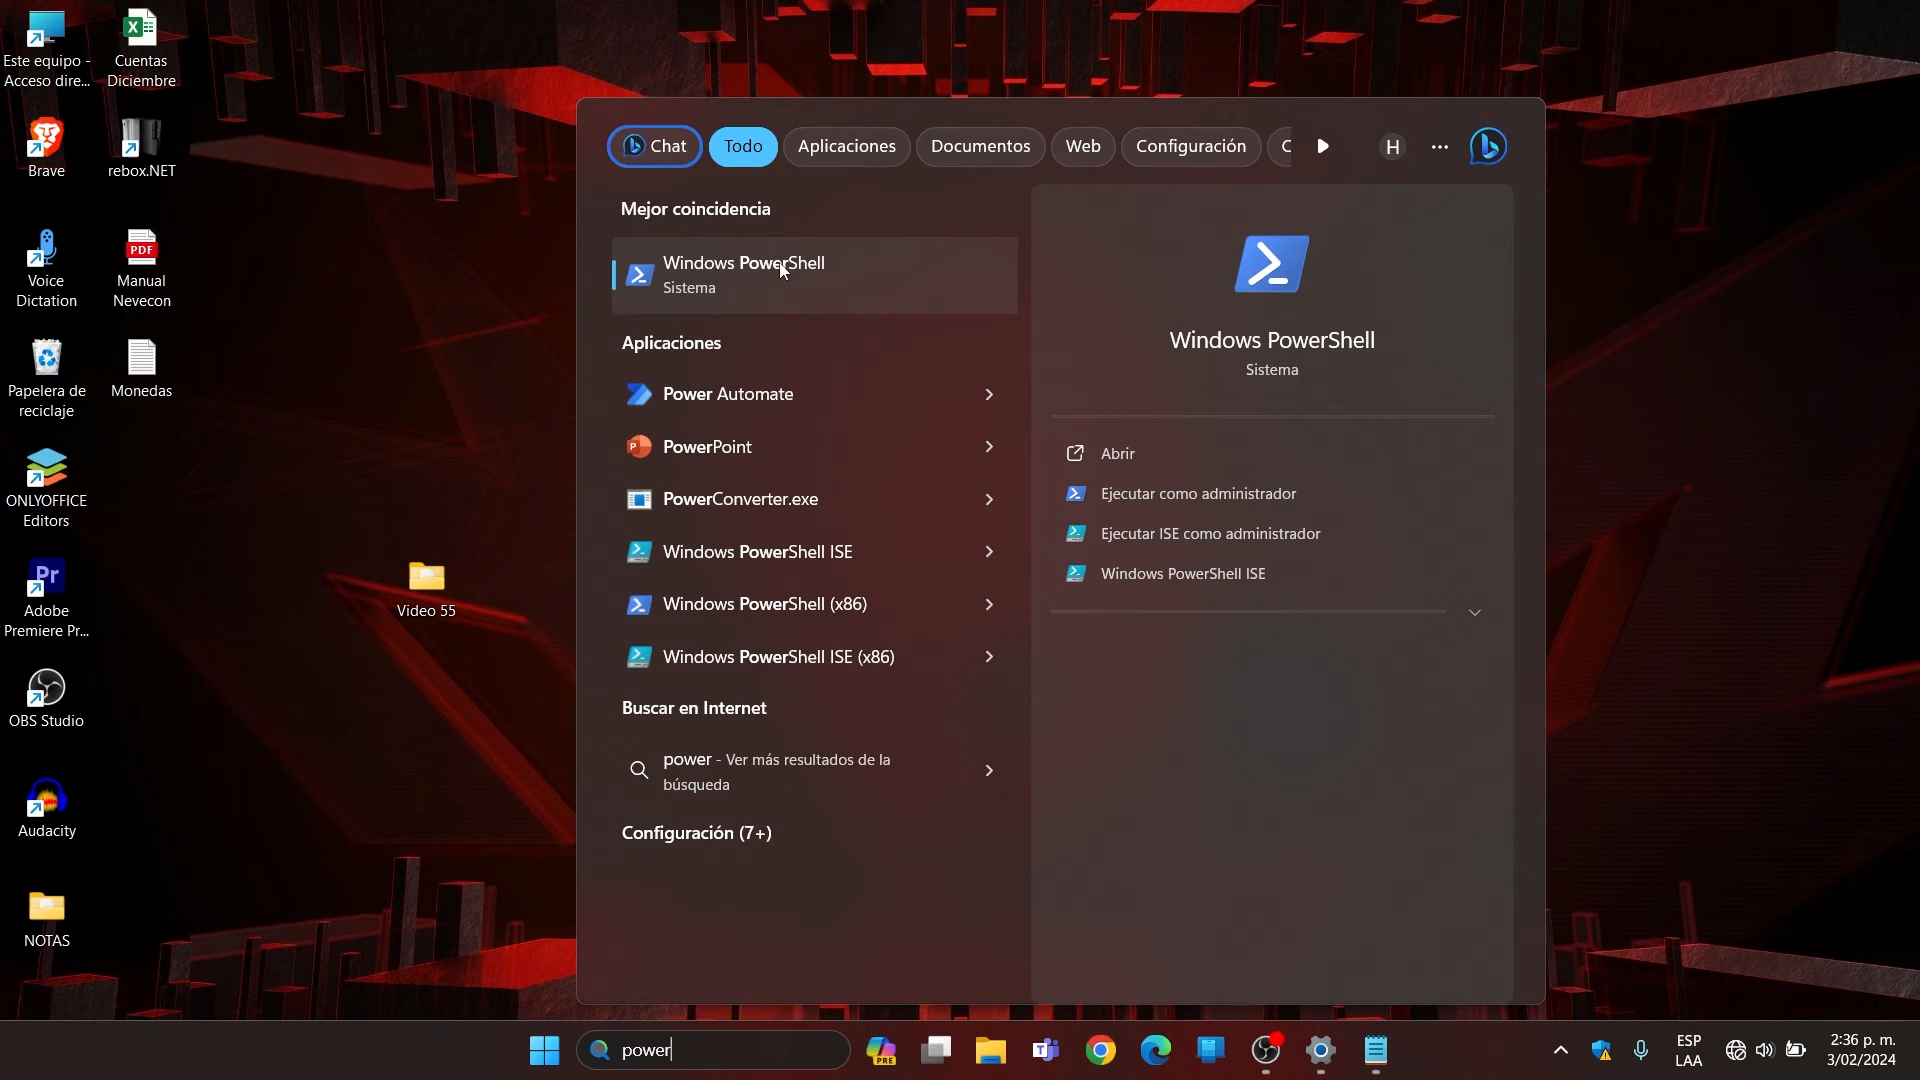 Este equipo -
Acceso dire...
Cuentas
Diciembre
Brave
rebox.NET
Voice
Dictation
PDF
Manual
Nevecon
Papelera de
reciclaje
Monedas
ONLYOFFICE
Editors
Pr
Adobe
Premiere Pr...
OBS Studio
Audacity
NOTAS
Video 55
Chat
Todo
Aplicaciones
Documentos
Web
Configuración
C
H
Mejor coincidencia
Windows PowerShell
Sistema
Aplicaciones
Power Automate
PowerPoint
PowerConverter.exe
Windows PowerShell ISE
Windows PowerShell (x86)
Windows PowerShell ISE (x86)
Buscar en Internet
power - Ver más resultados de la
búsqueda
Configuración (7+)
Windows PowerShell
Sistema
Abrir
Ejecutar como administrador
Ejecutar ISE como administrador
Windows PowerShell ISE
power
PRE
ESP
LAA
2:36 p. m.
3/02/2024